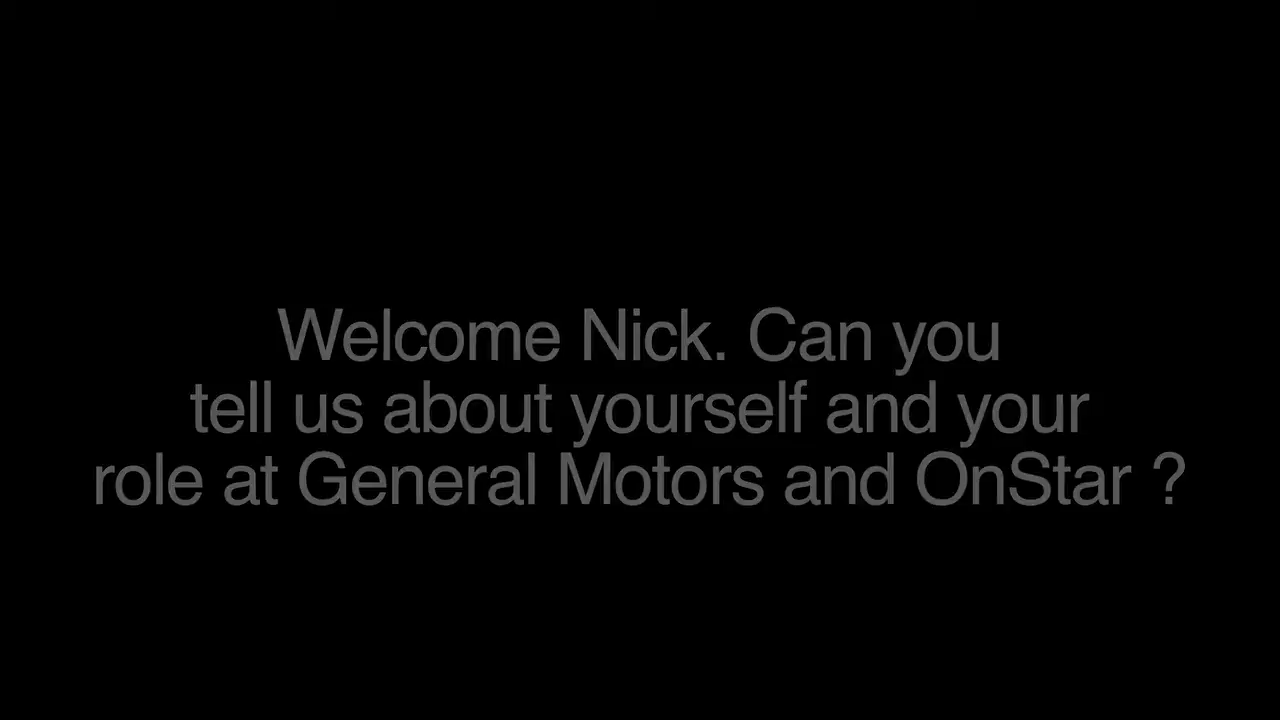 Welcome Nick. Can you
tell us about yourself and your
role at General Motors and OnStar ?